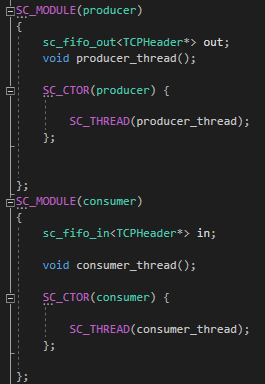 SC_MODULE(producer)
{
sc_fifo_out<TCPHeader*> out;
void producer_thread();
SC_CTOR(producer) {
SC_THREAD(producer_thread);
};
};
SC_MODULE(consumer)
{
sc_fifo_in<TCPHeader*> in;
void consumer_thread();
SC_CTOR(consumer) {
SC_THREAD(consumer_thread);
};
};